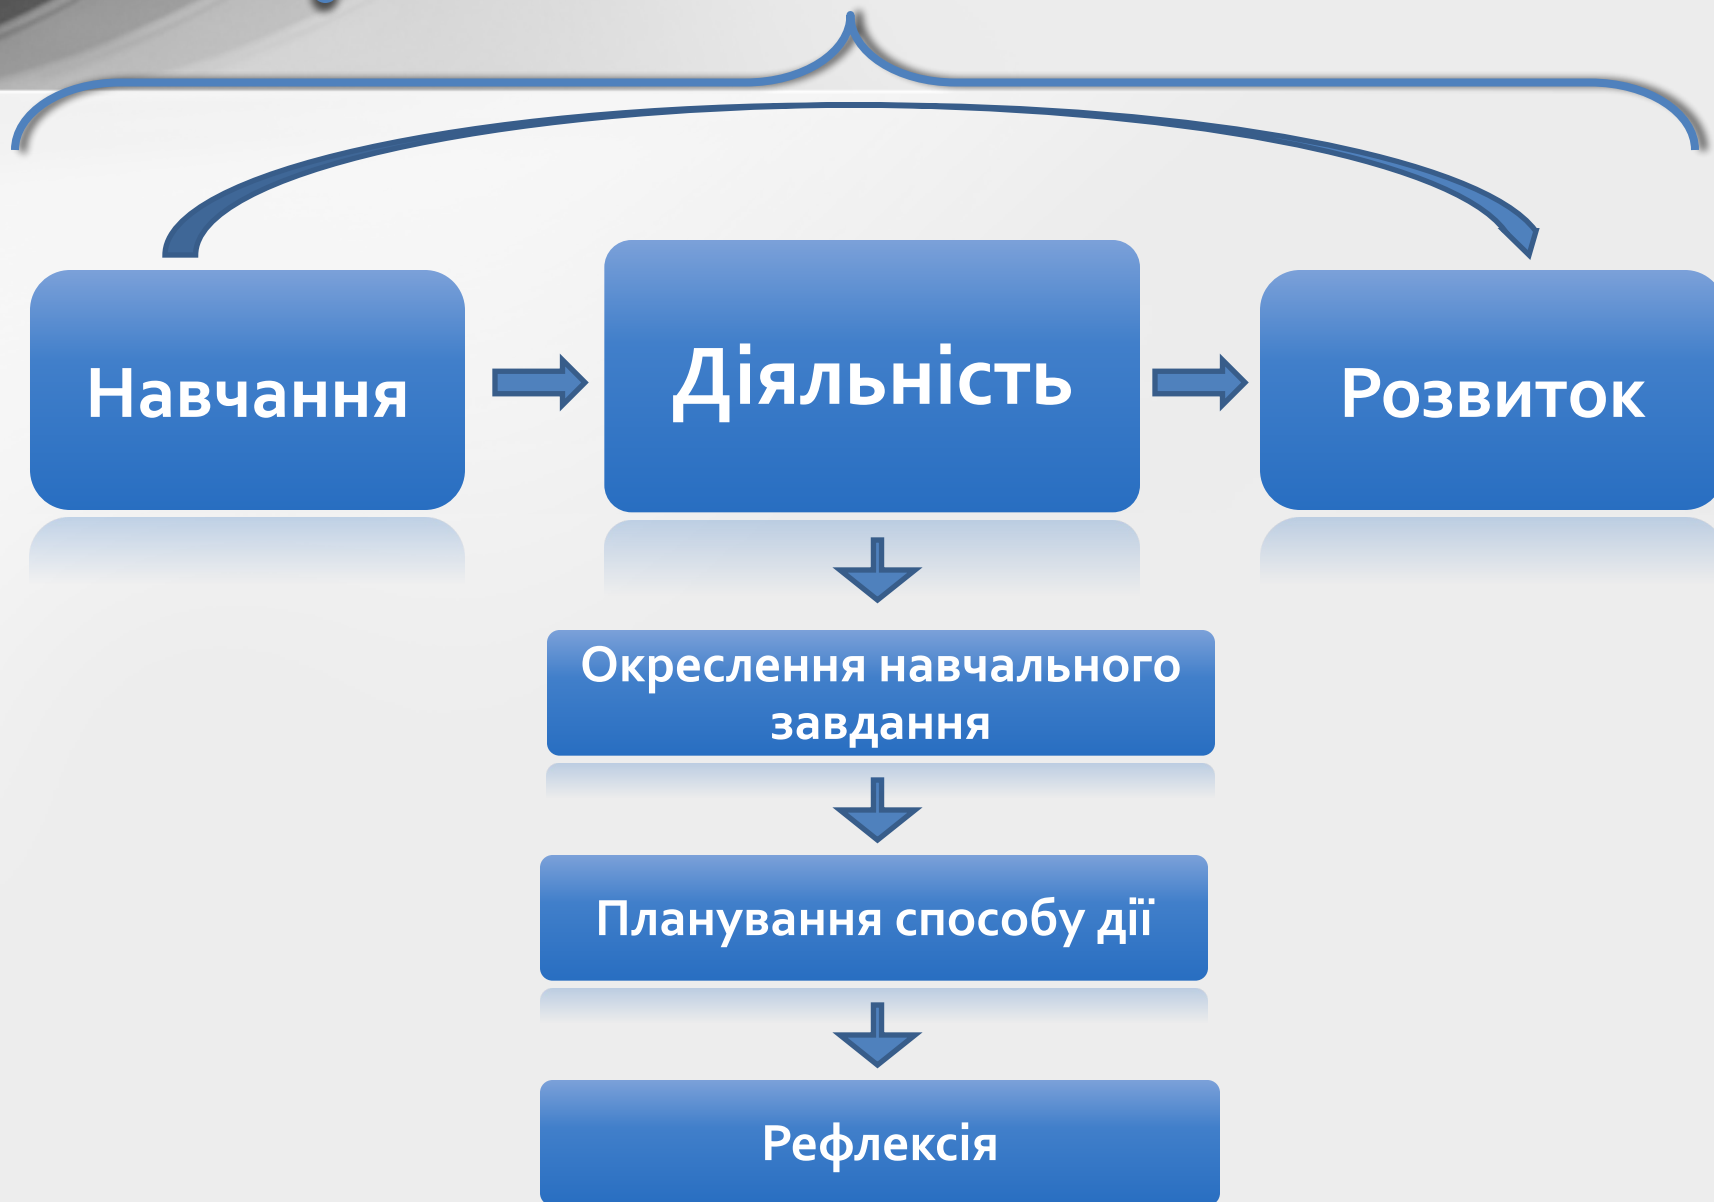 Навчання
Діяльність
Розвиток
Окреслення навчального
завдання
Планування способу дії
Рефлексія